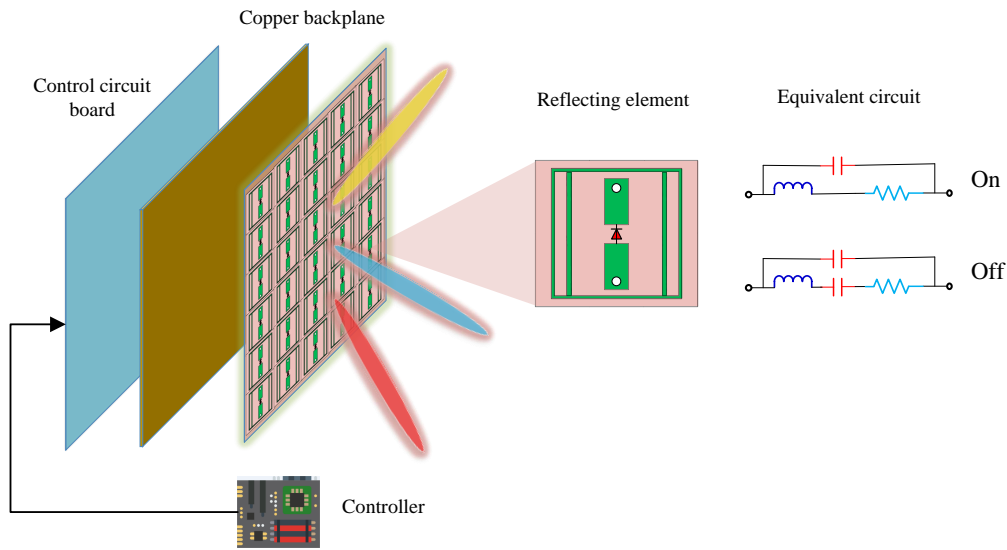 Copper backplane
Control circuit
board
Reflecting element
Equivalent circuit
On
Off
Controller